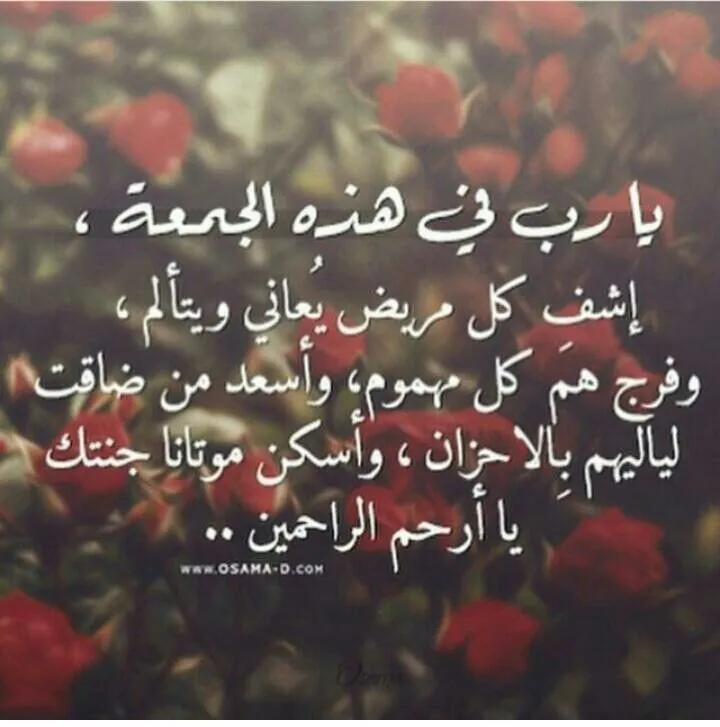 يا رب في هذه الجمعة ،
إشفِ كل مريض يُعاني ويتألم ،
وفرج همَ كل مهموم، وأسعد من ضاقت
لياليهم بِالاحزان ، وأسكن موتانا جنتك
يا أرحم الراحمين ..
WWW.OSAMA-D.COM
Osama